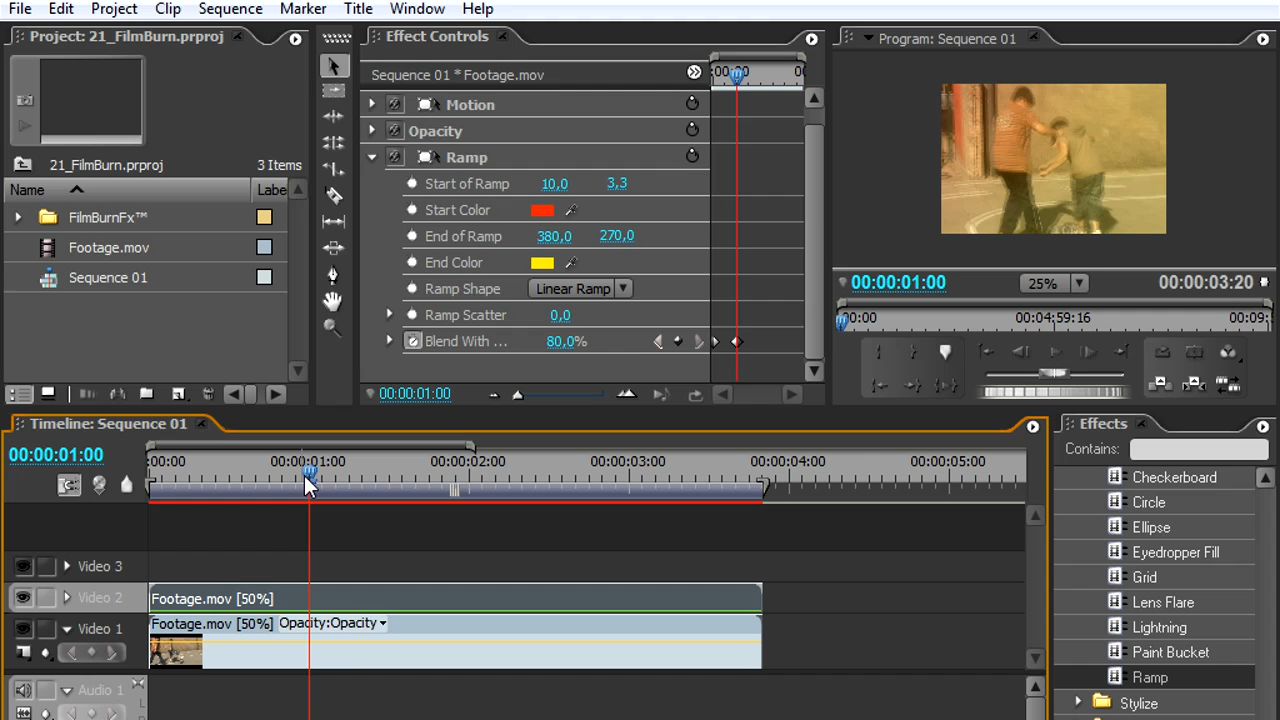 File Edit Project Clip Sequence Marker Title Window Help
Project: 21_FilmBurn.prproj
21_FilmBurn.prproj 3 Items
Name Labe
FilmBurnFx™
Footage.mov
Sequence 01
Effect Controls
Sequence 01 * Footage.mov
Motion
Opacity
Ramp
Start of Ramp 10,0 3,3
Start Color
End of Ramp 380,0 270,0
End Color
Ramp Shape Linear Ramp
Ramp Scatter 0,0
Blend With ... 80,0%
00:00:01:00
Program: Sequence 01
00:00:01:00 25% 00:00:03:20
00:00 00:04:59:16 00:09:
Timeline: Sequence 01
00:00:01:00
:00:00 00:00:01:00 00:00:02:00 00:00:03:00 00:00:04:00 00:00:05:00
Video 3
Video 2 Footage.mov [50%]
Video 1 Footage.mov [50%] Opacity:Opacity
Audio 1
Effects
Contains:
Checkerboard
Circle
Ellipse
Eyedropper Fill
Grid
Lens Flare
Lightning
Paint Bucket
Ramp
Stylize